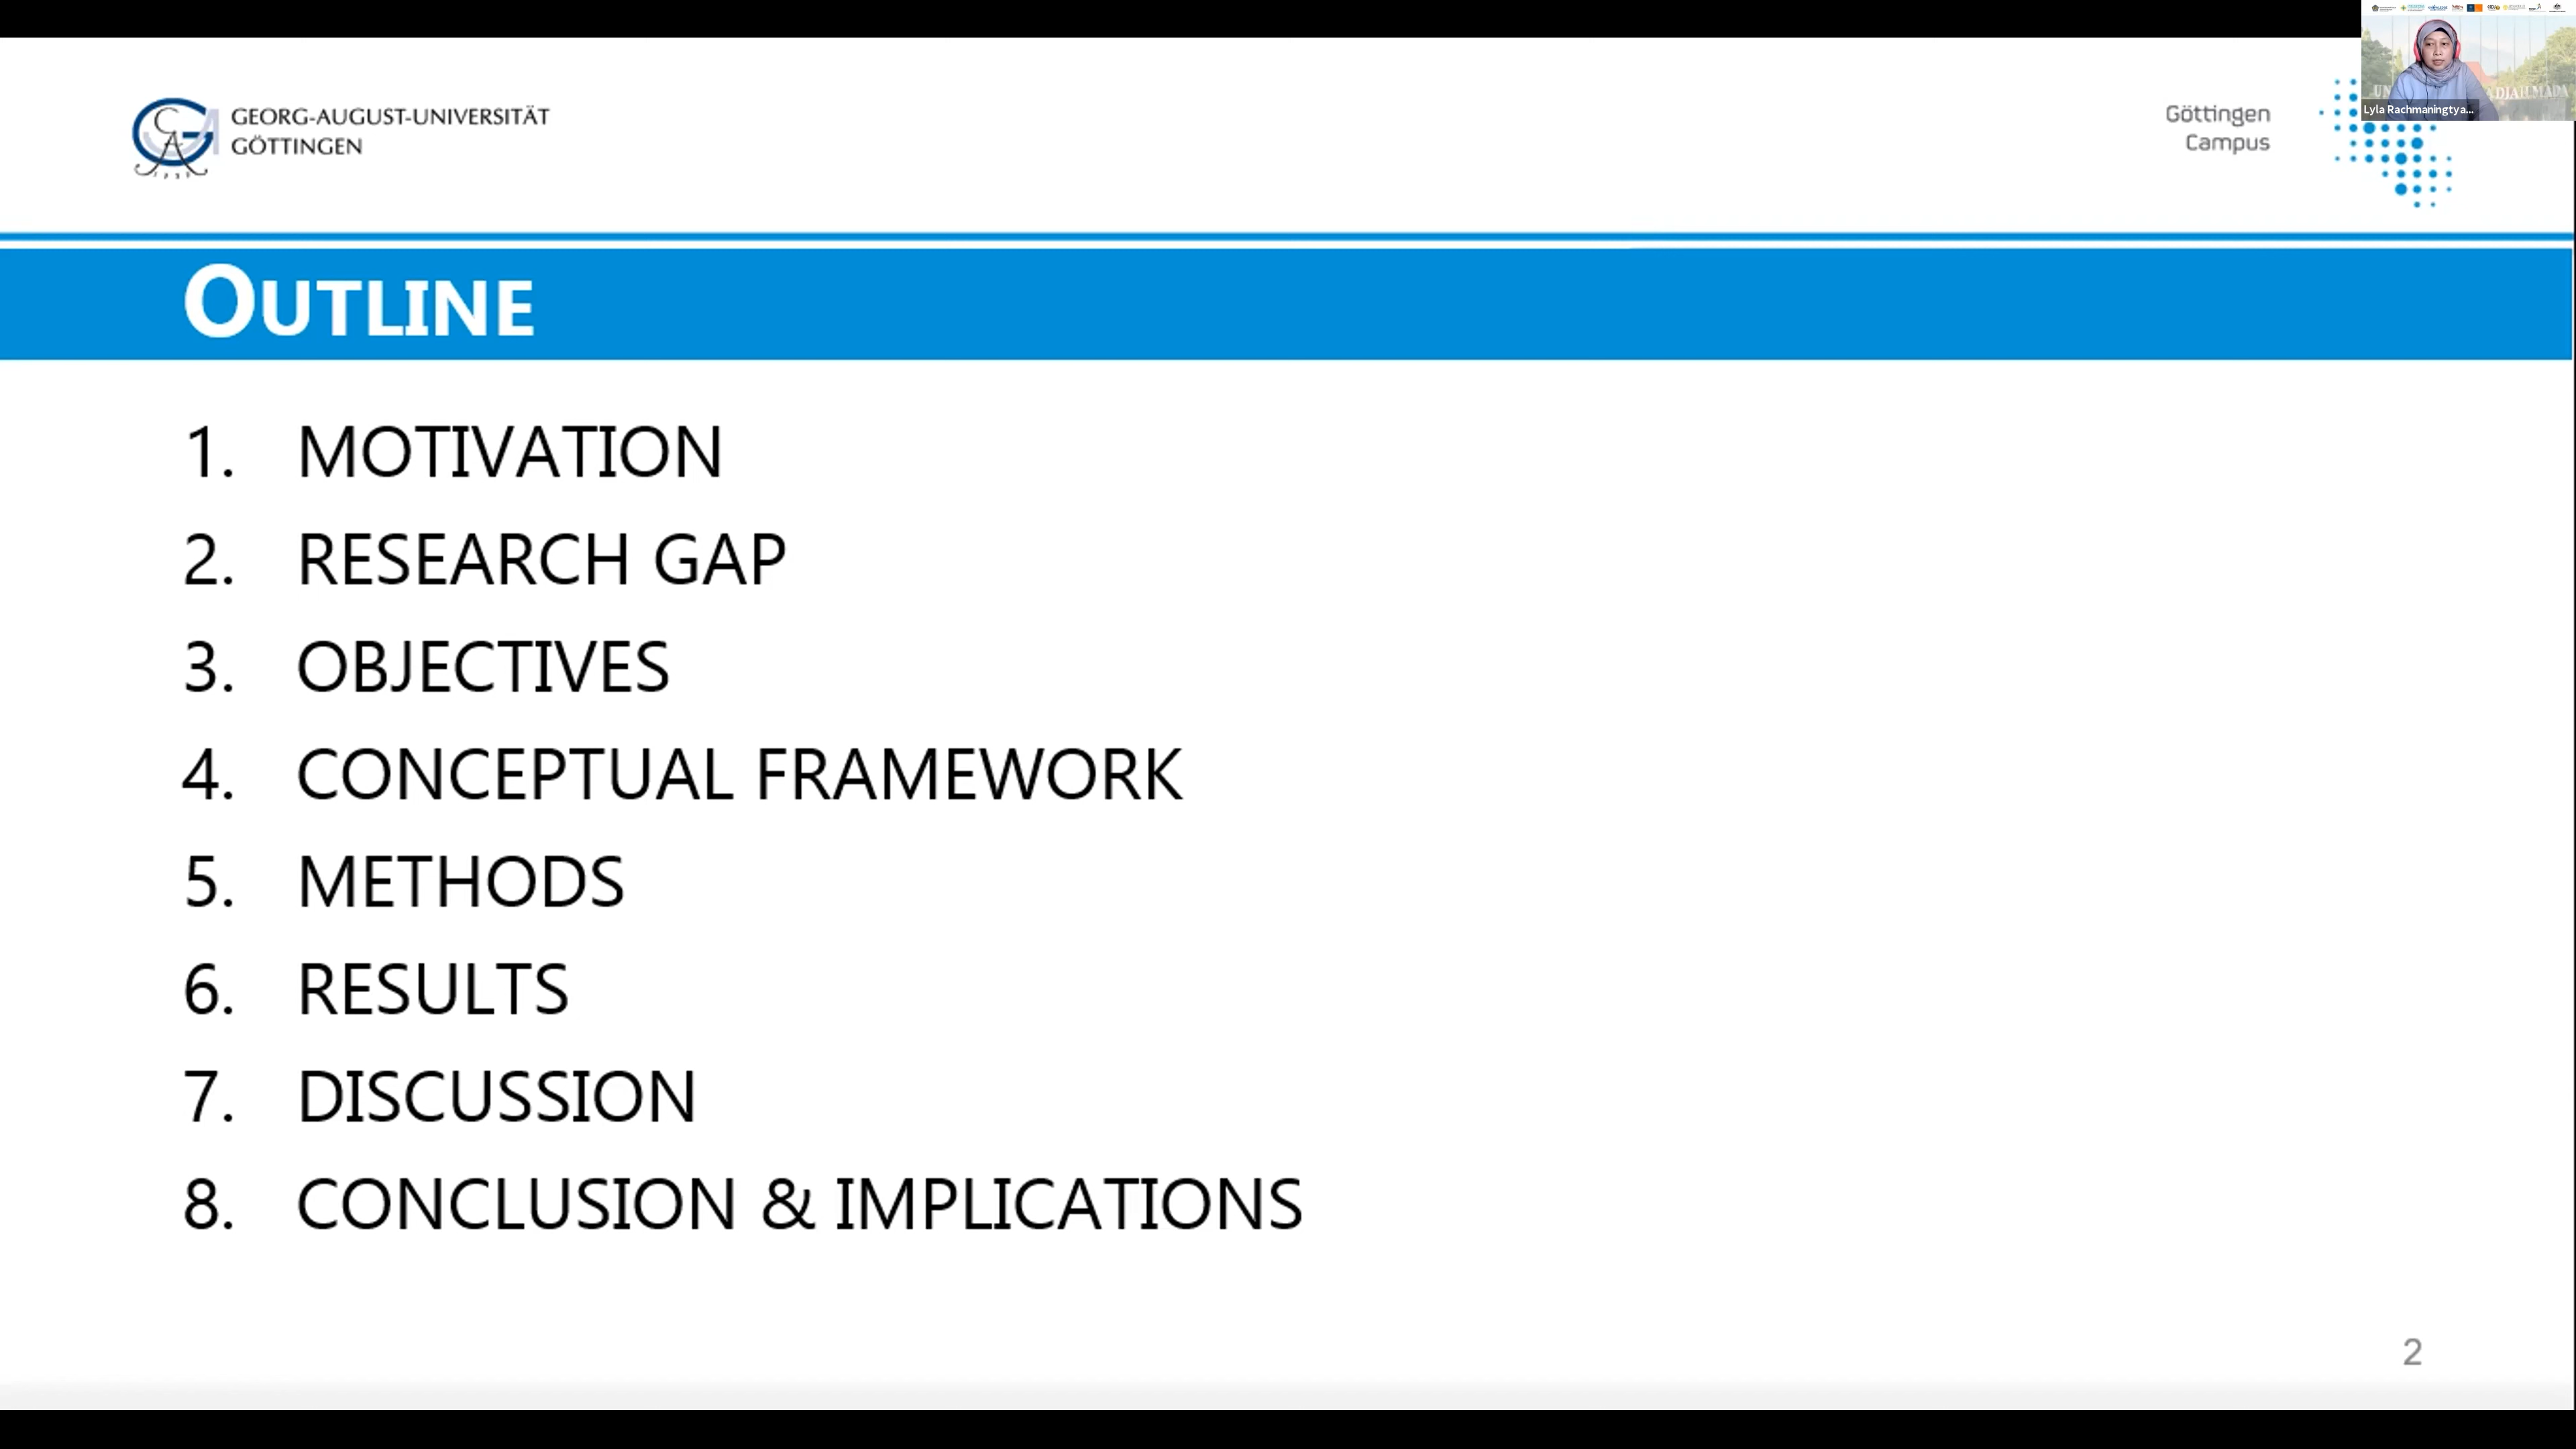 GEORG-AUGUST-UNIVERSITÄT
GÖTTINGEN
Göttingen
Campus
Lyla Rachmaningtya...
OUTLINE
1. MOTIVATION
2. RESEARCH GAP
3. OBJECTIVES
4. CONCEPTUAL FRAMEWORK
5. METHODS
6. RESULTS
7. DISCUSSION
8. CONCLUSION & IMPLICATIONS
2